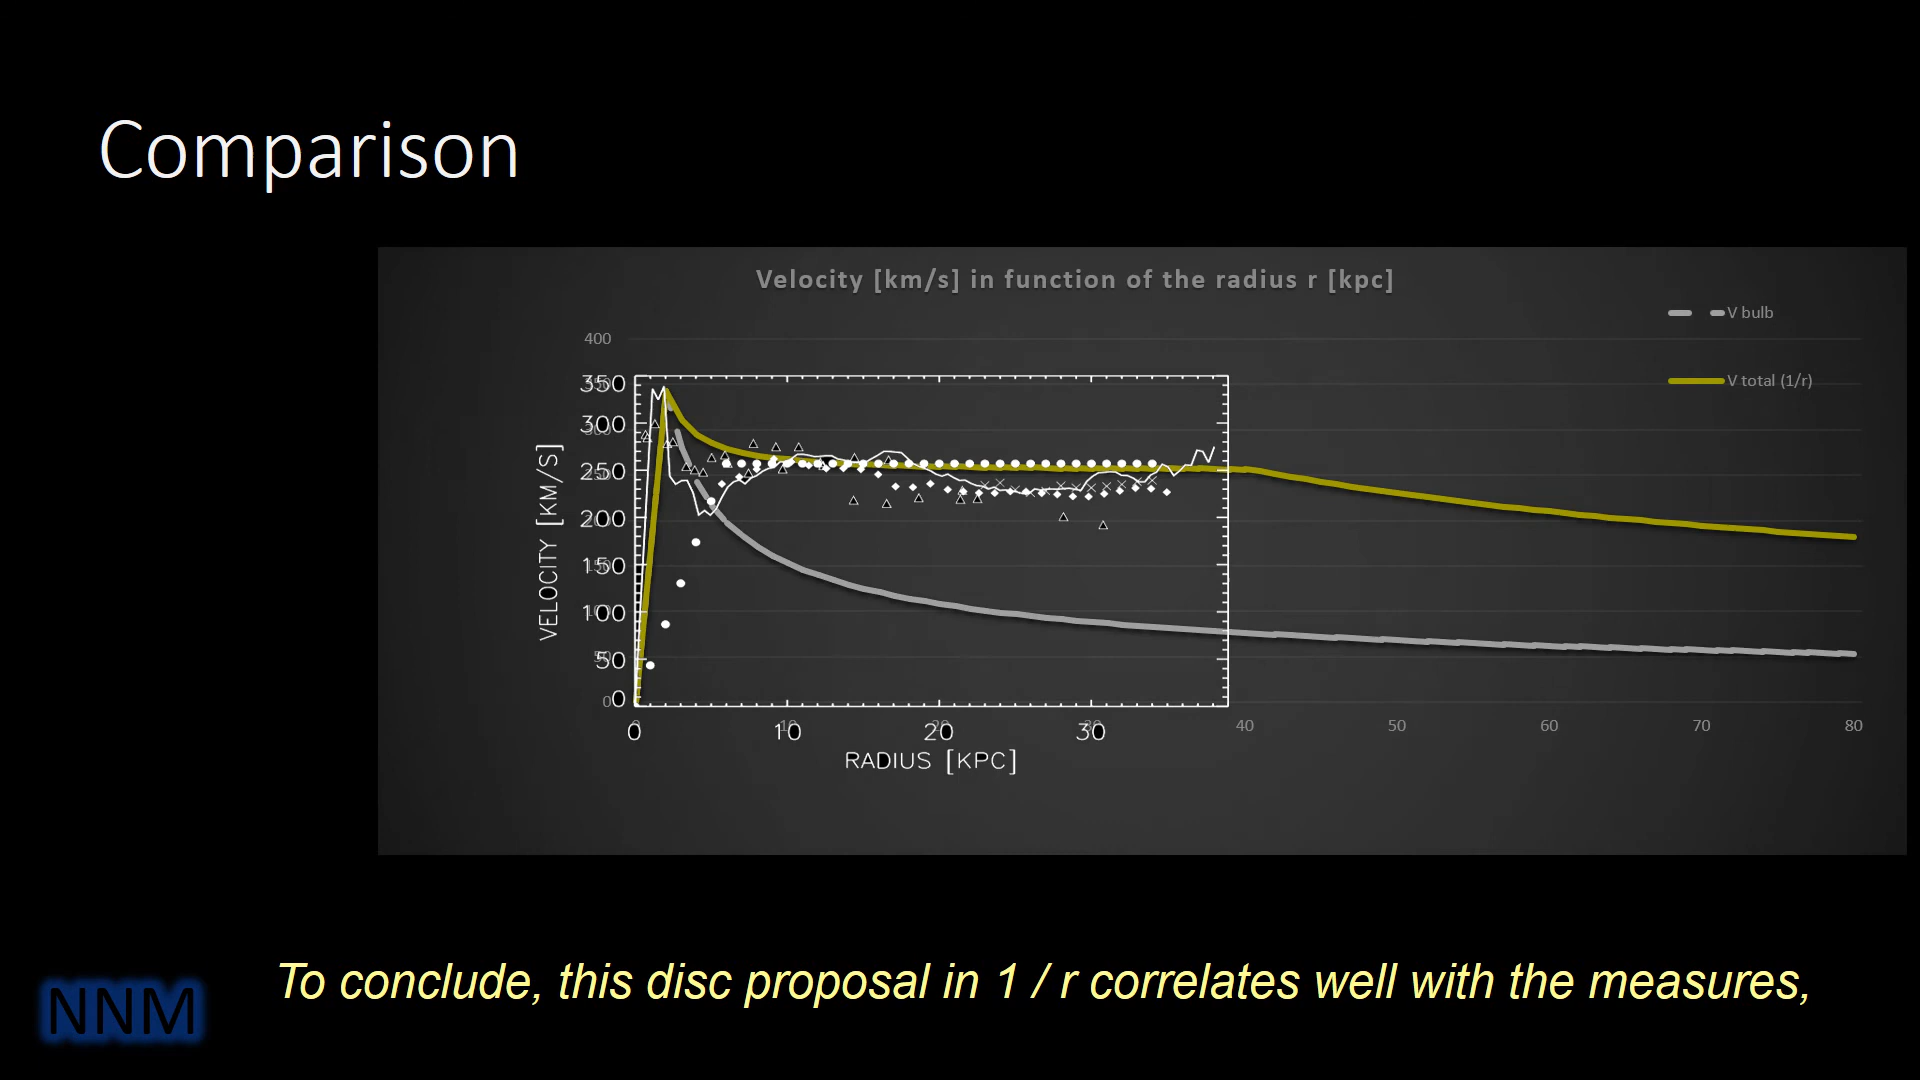 Comparison
Velocity [km/s] in function of the radius r [kpc]
V bulb
V total (1/r)
400
350
300
250
200
150
100
50
0
VELOCITY [KM/S]
0 10 20 30 40 50 60 70 80
RADIUS [KPC]
To conclude, this disc proposal in 1 / r correlates well with the measures,
NNM